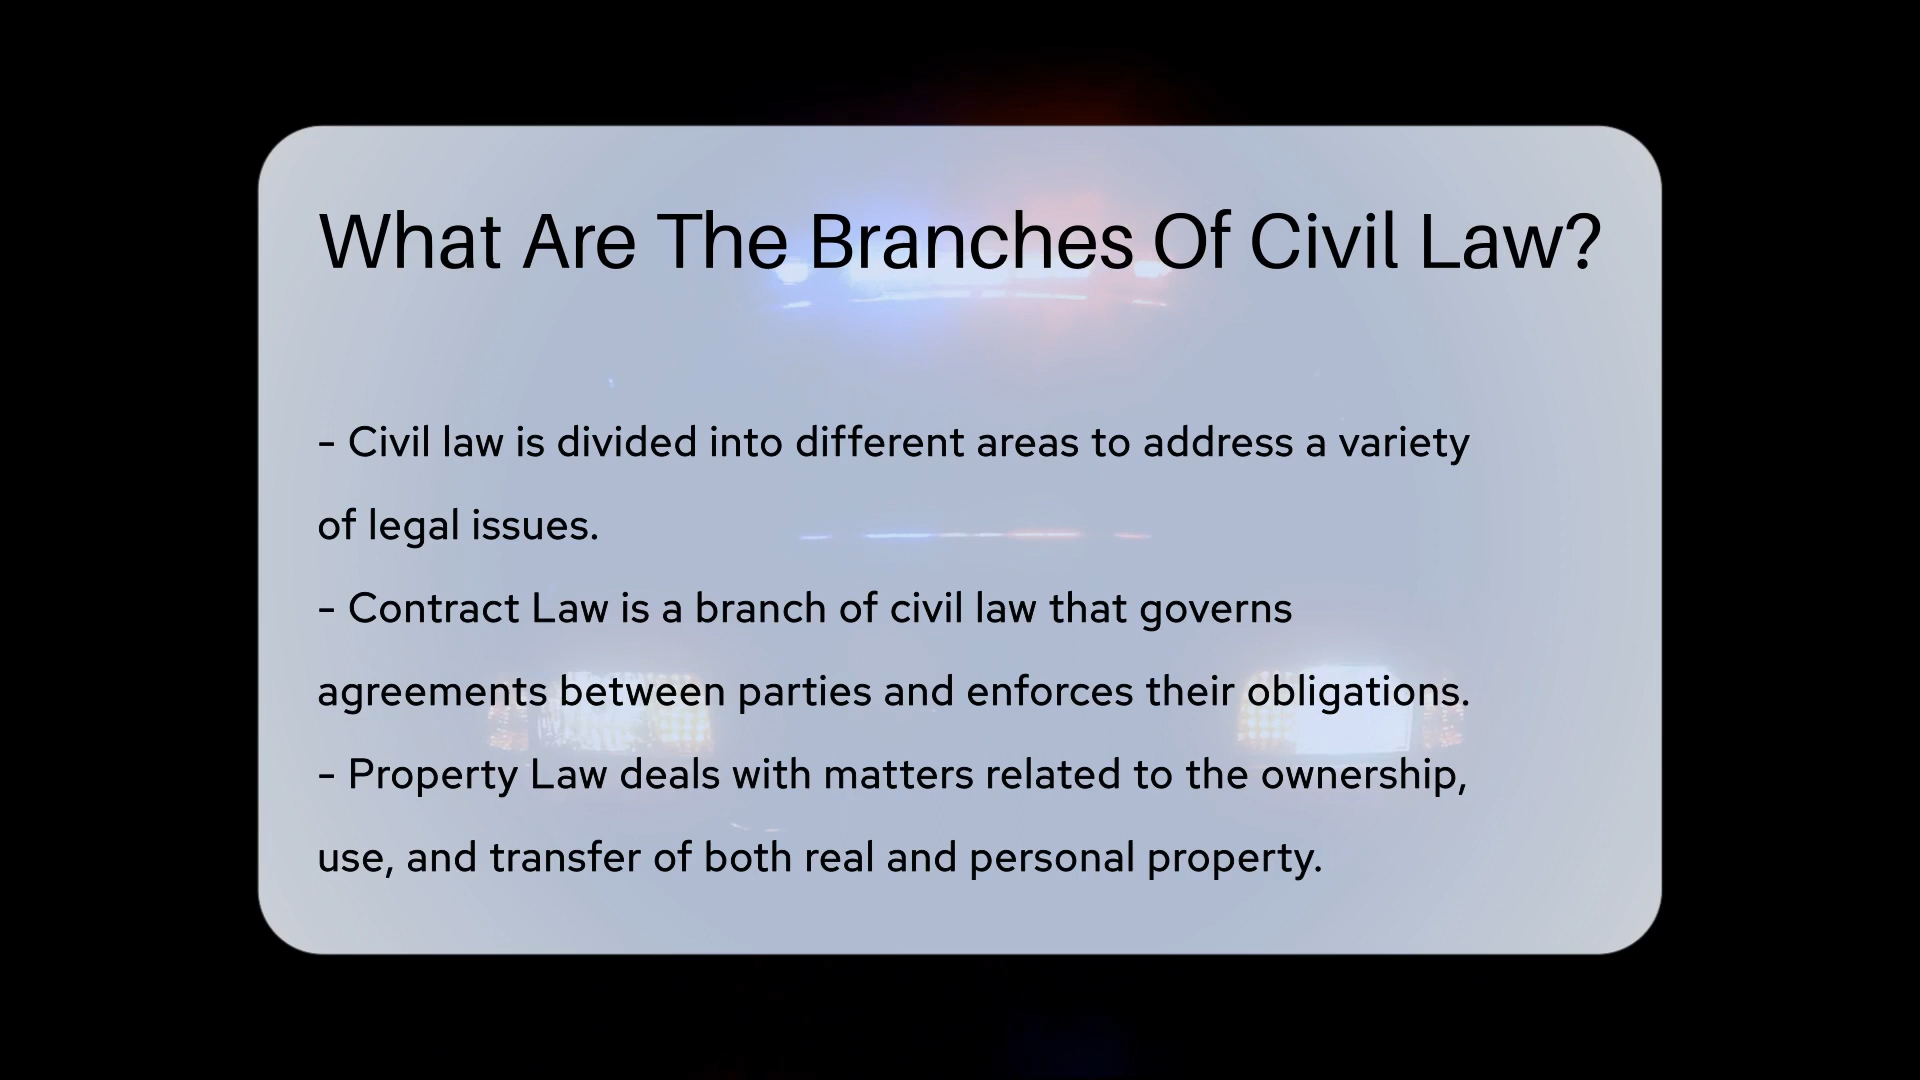 What Are The Branches Of Civil Law?
- Civil law is divided into different areas to address a variety
of legal issues.
- Contract Law is a branch of civil law that governs
agreements between parties and enforces their obligations.
- Property Law deals with matters related to the ownership,
use, and transfer of both real and personal property.